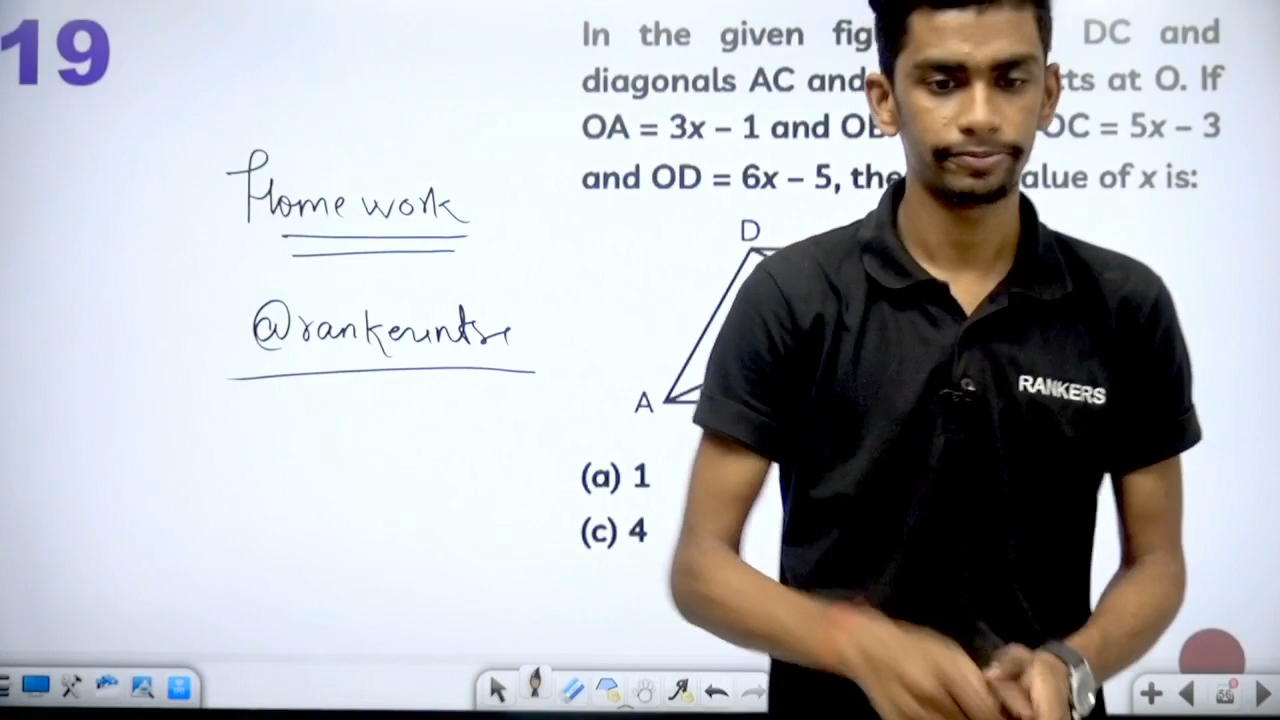 19
In the given fig DC and
diagonals AC and ts at O. If
OA = 3x – 1 and OB OC = 5x – 3
and OD = 6x – 5, the alue of x is:
Home work
@rankersntse
D
A
(a) 1
(c) 4
RANKERS